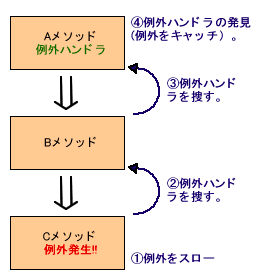 Aメソッド
例外ハンドラ
④例外ハンドラの発見
(例外をキャッチ）。
③例外ハンド
ラを捜す。
Bメソッド
②例外ハンド
ラを捜す。
Cメソッド
例外発生!!
①例外をスロー